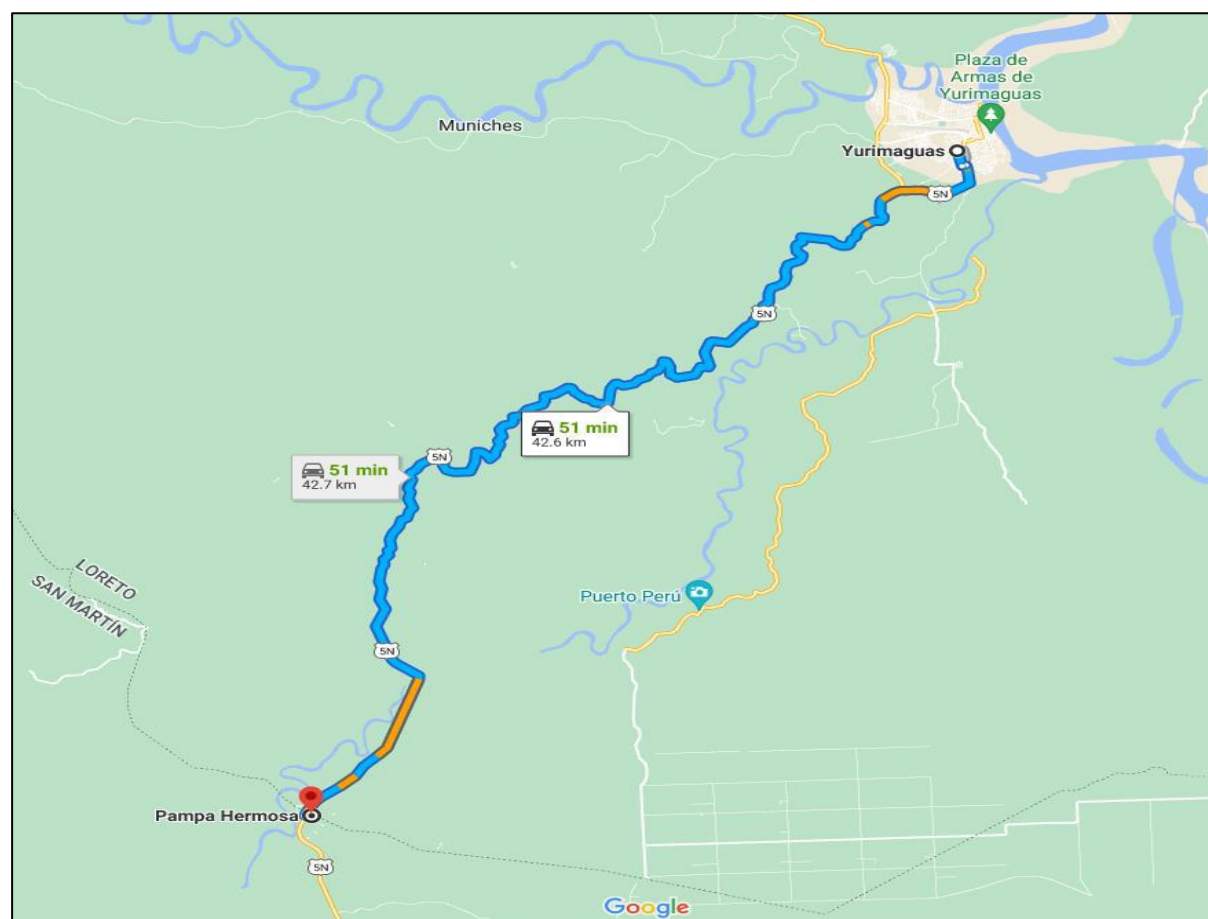 Plaza de
Armas de
Yurimaguas
Muniches
Yurimaguas
5N
5N
51 min
42.6 km
5N
51 min
42.7 km
LORETO
SAN MARTÍN
Puerto Perú
5N
Pampa Hermosa
5N
Google